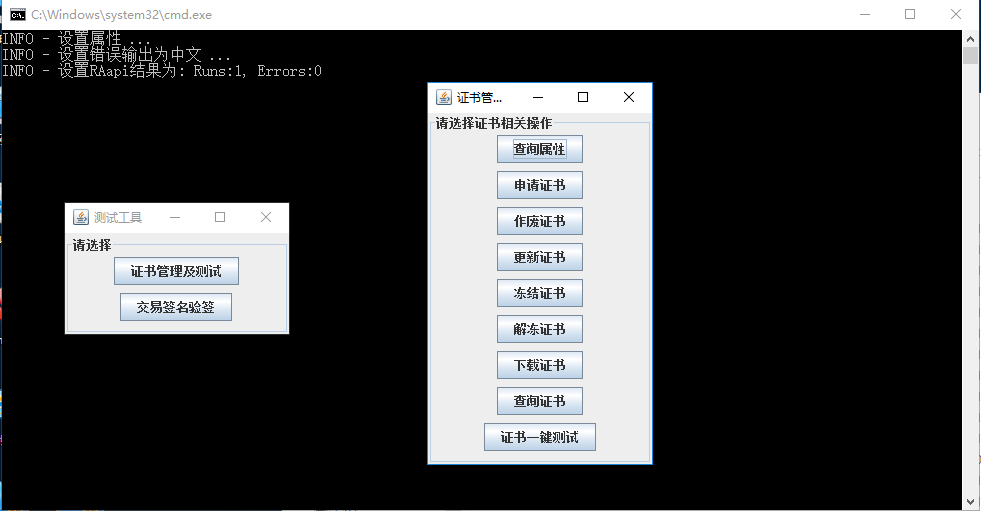 C:\Windows\system32\cmd.exe
INFO - 设置属性 ...
INFO - 设置错误输出为中文 ...
INFO - 设置RAapi结果为: Runs:1, Errors:0
测试工具
请选择
证书管理及测试
交易签名验签
证书管...
请选择证书相关操作
查询属性
申请证书
作废证书
更新证书
冻结证书
解冻证书
下载证书
查询证书
证书一键测试